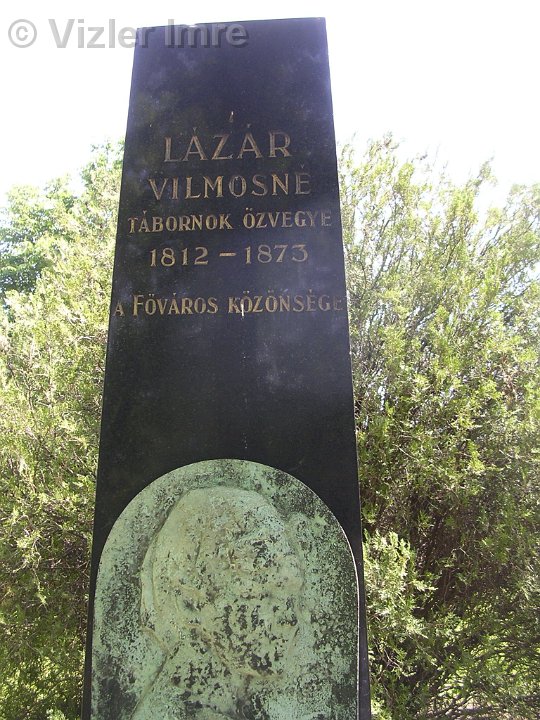 © Vizler Imre
LÁZÁR
VILMOSNÉ
TÁBORNOK ÖZVEGYE
1812 - 1873
A FŐVÁROS KÖZÖNSÉGE